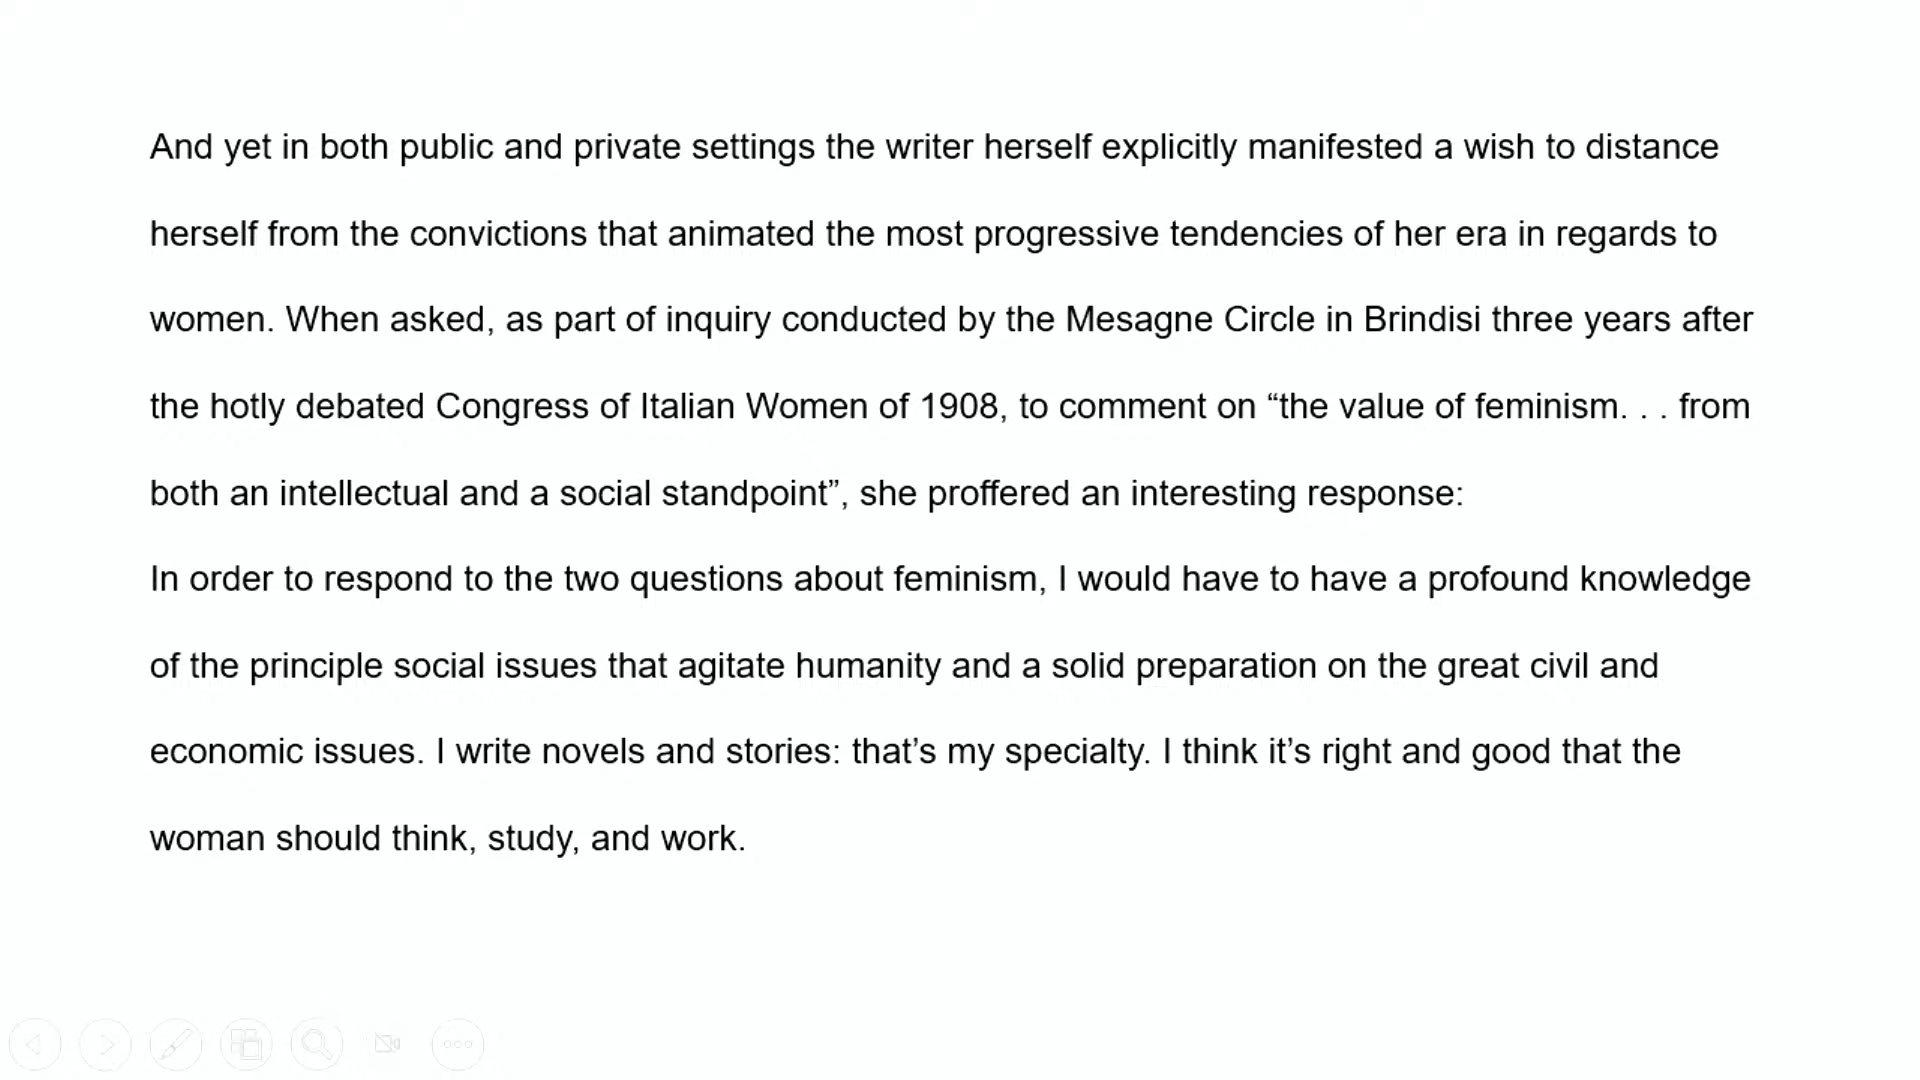 And yet in both public and private settings the writer herself explicitly manifested a wish to distance
herself from the convictions that animated the most progressive tendencies of her era in regards to
women. When asked, as part of inquiry conducted by the Mesagne Circle in Brindisi three years after
the hotly debated Congress of Italian Women of 1908, to comment on “the value of feminism. . . from
both an intellectual and a social standpoint”, she proffered an interesting response:
In order to respond to the two questions about feminism, I would have to have a profound knowledge
of the principle social issues that agitate humanity and a solid preparation on the great civil and
economic issues. I write novels and stories: that’s my specialty. I think it’s right and good that the
woman should think, study, and work.